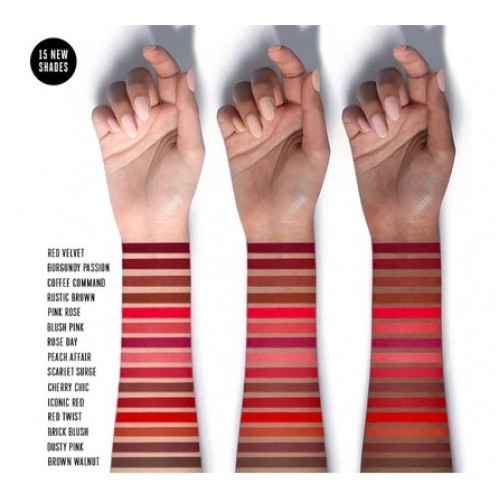 15 NEW
SHADES
RED VELVET
BURGUNDY PASSION
COFFEE COMMAND
RUSTIC BROWN
PINK ROSE
BLUSH PINK
ROSE DAY
PEACH AFFAIR
SCARLET SURGE
CHERRY CHIC
ICONIC RED
RED TWIST
BRICK BLUSH
DUSTY PINK
BROWN WALNUT